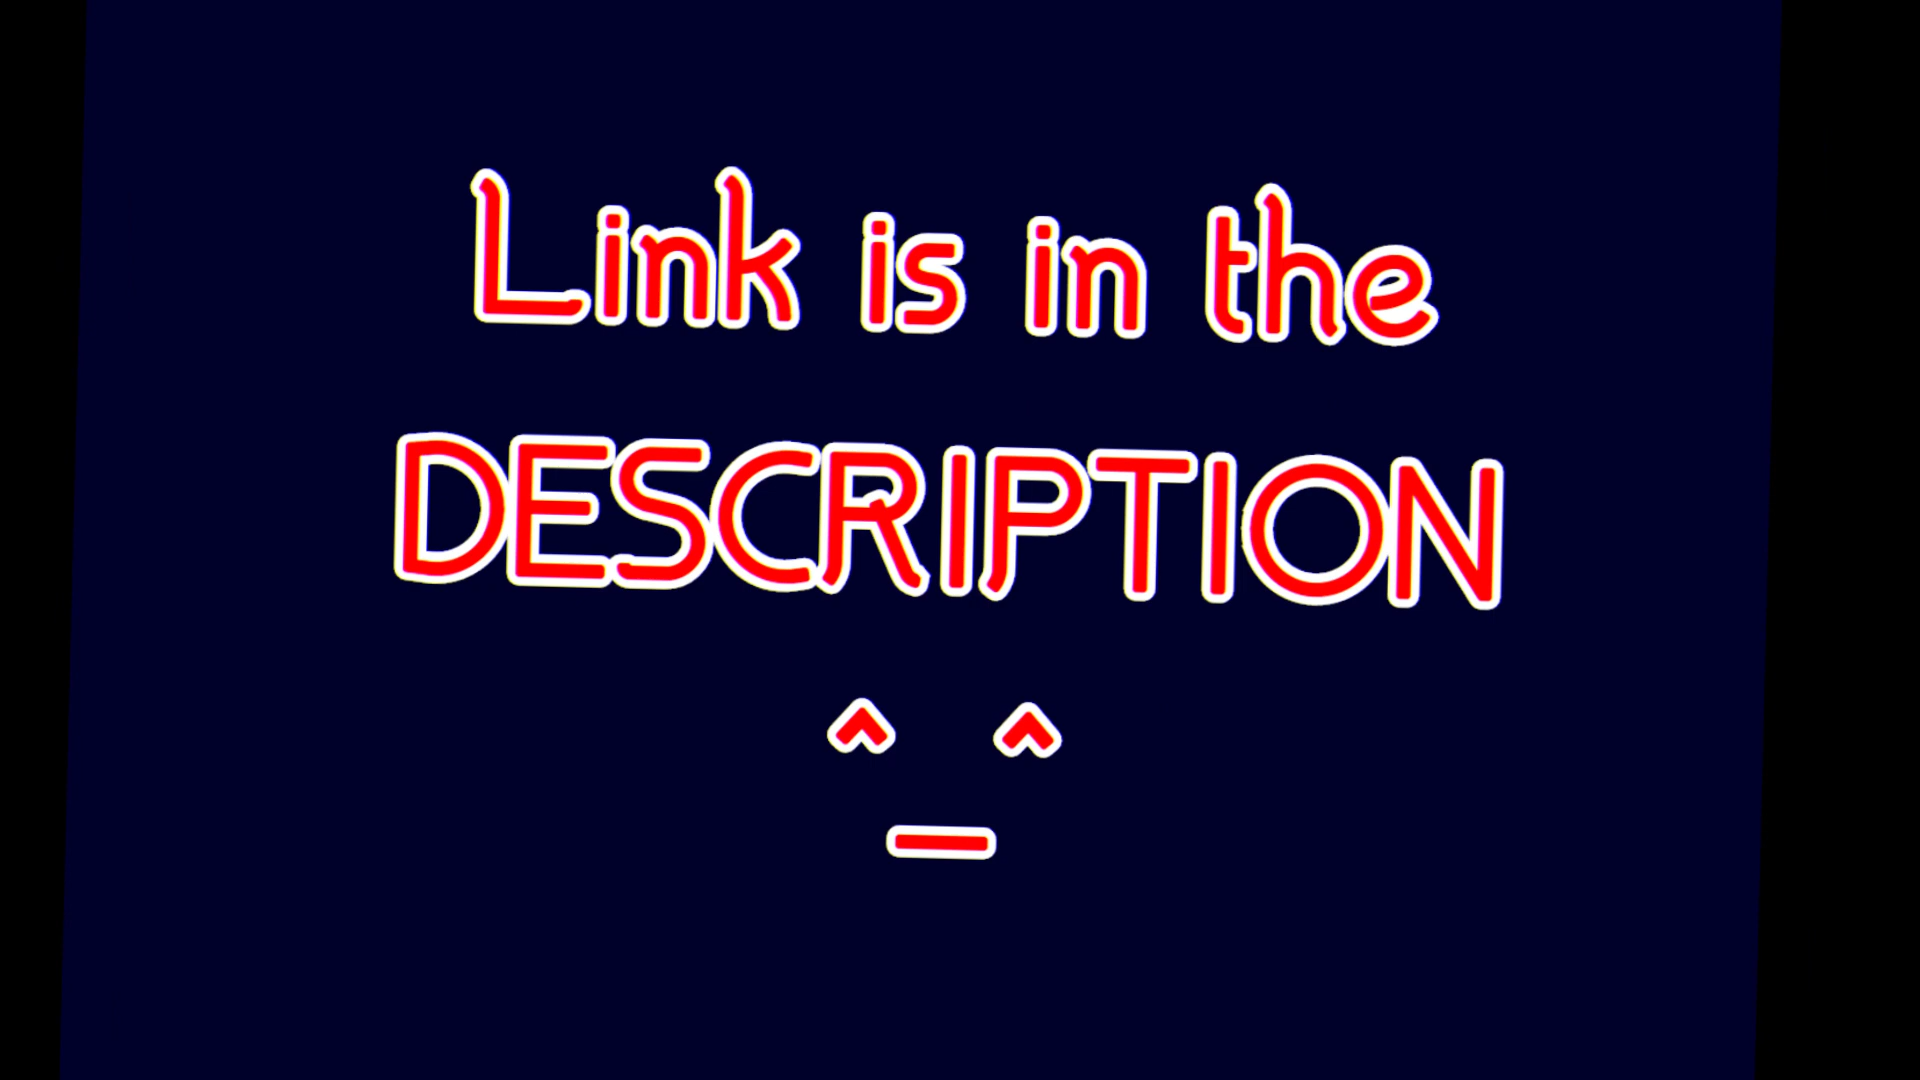 Link is in the
DESCRIPTION
^ ^
_